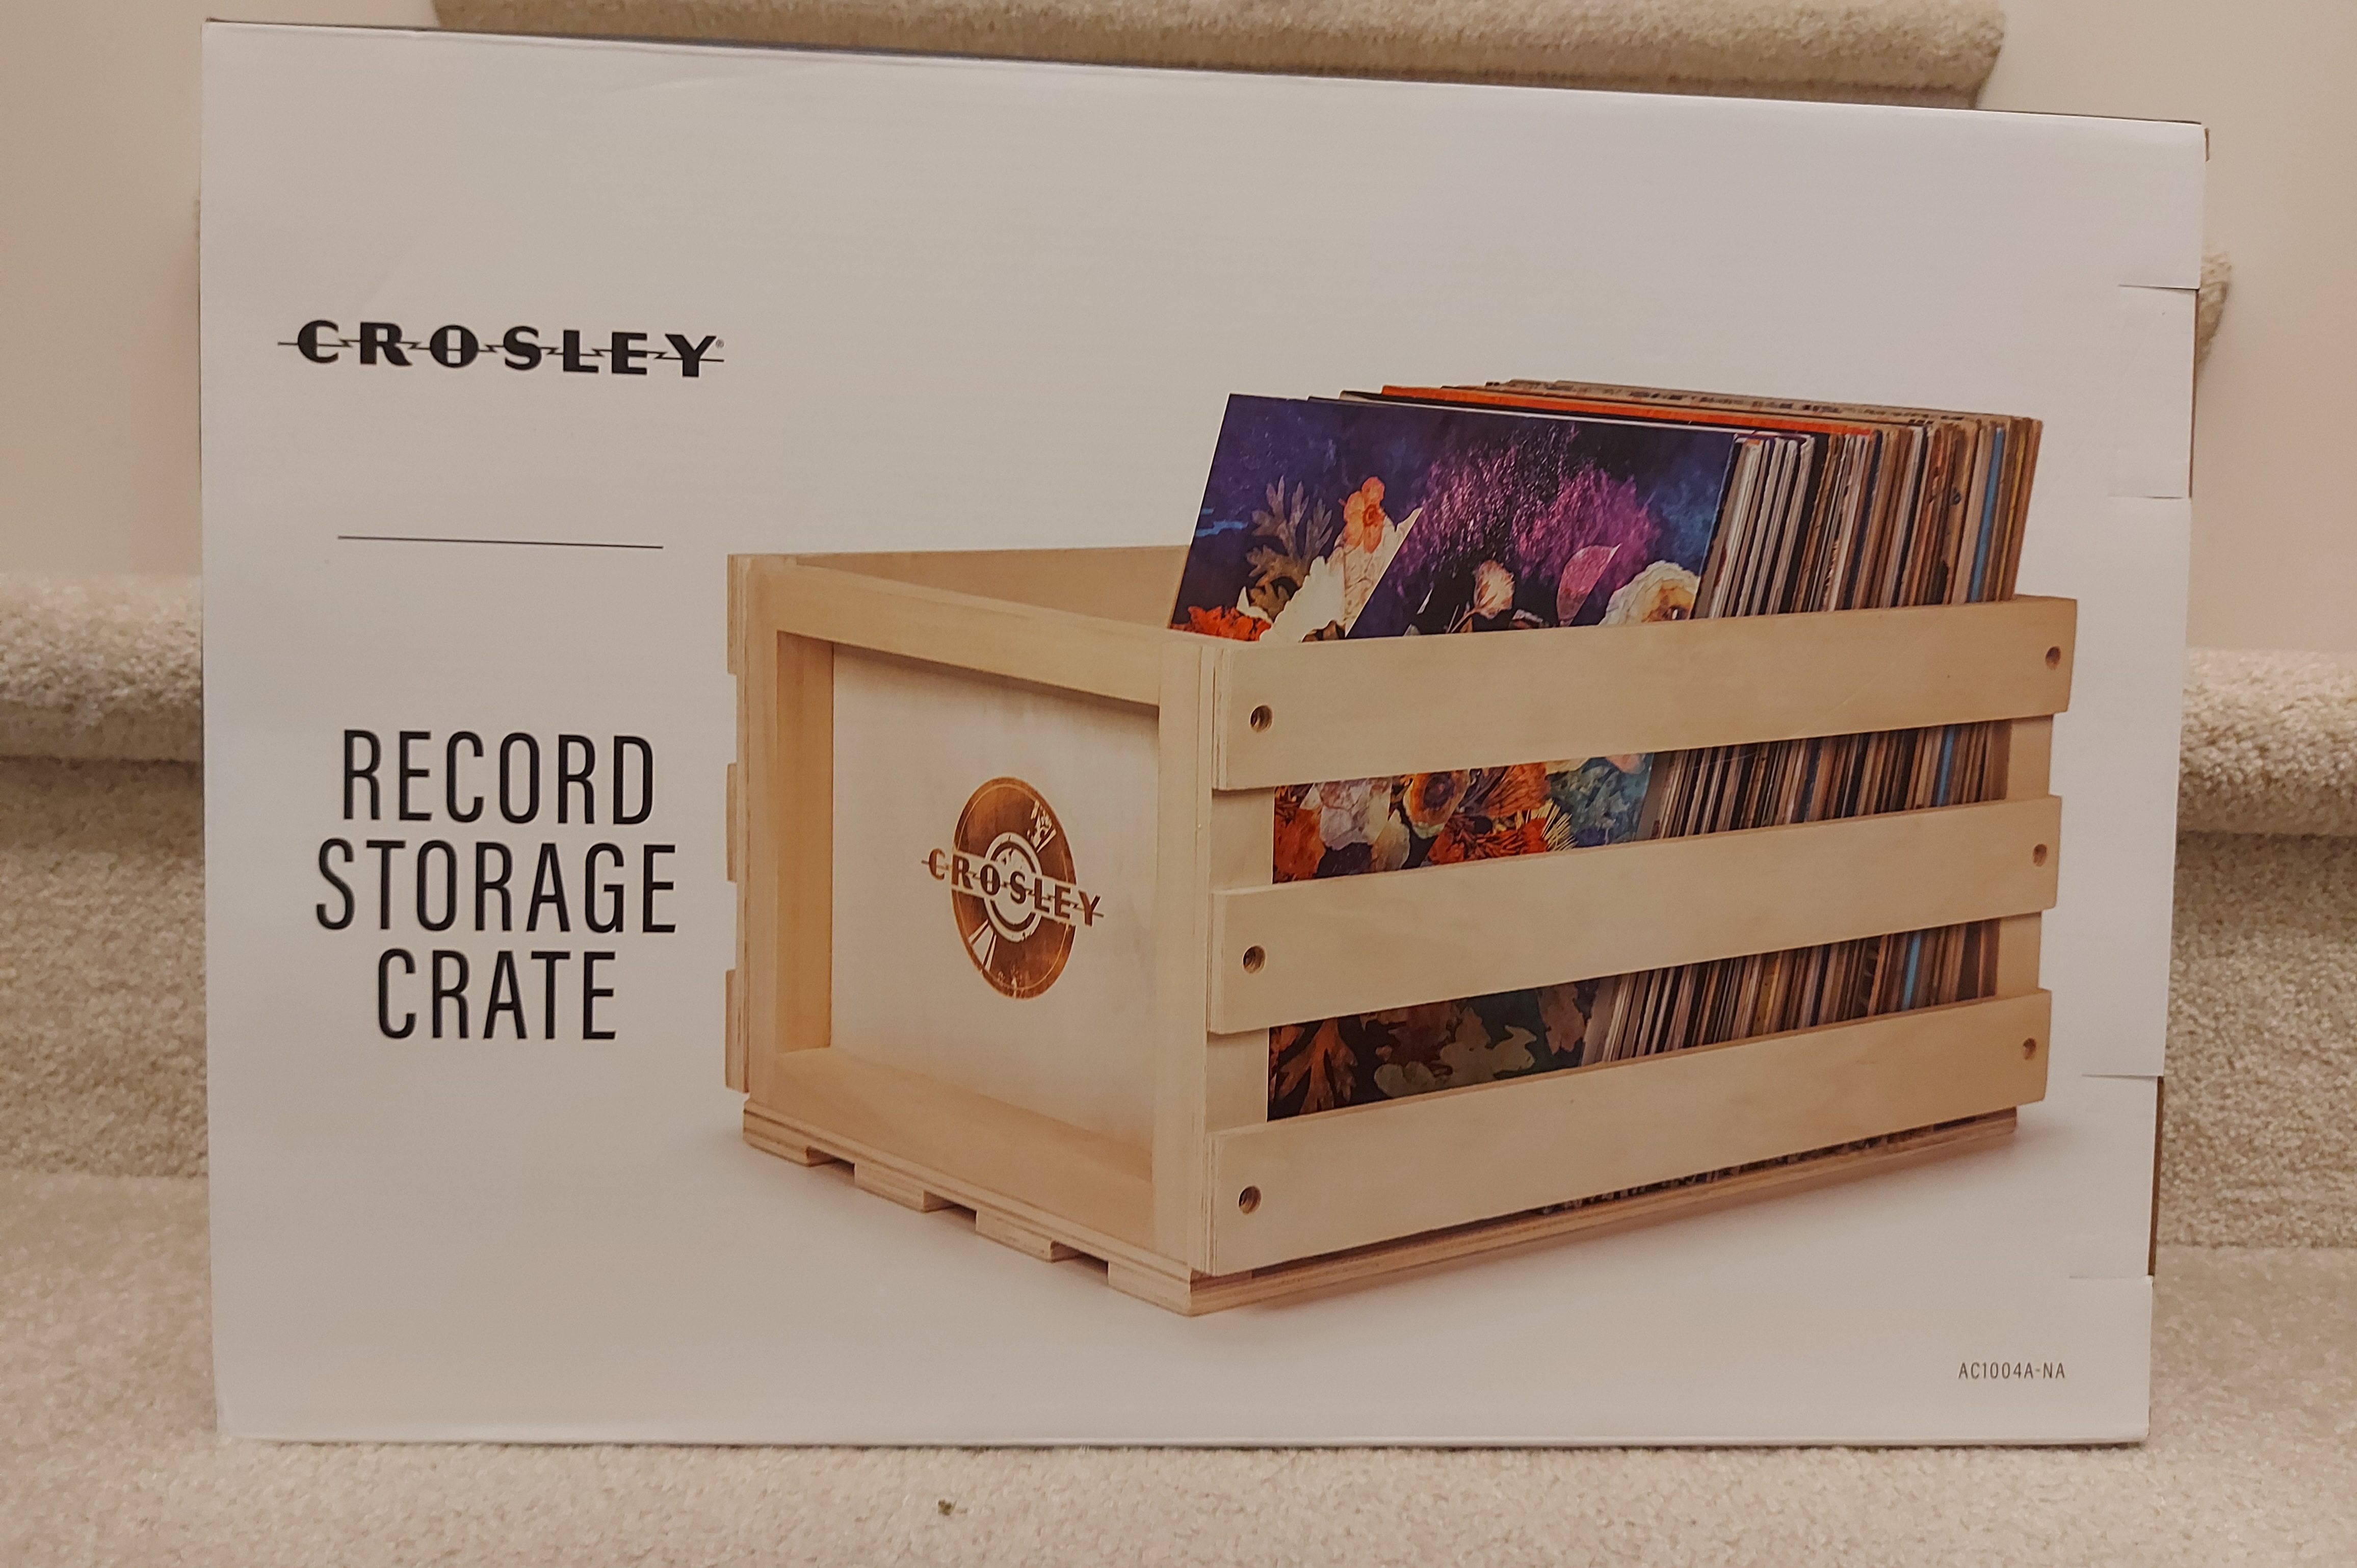 CROSLEY®
RECORD
STORAGE
CRATE
CROSLEY
AC1004A-NA